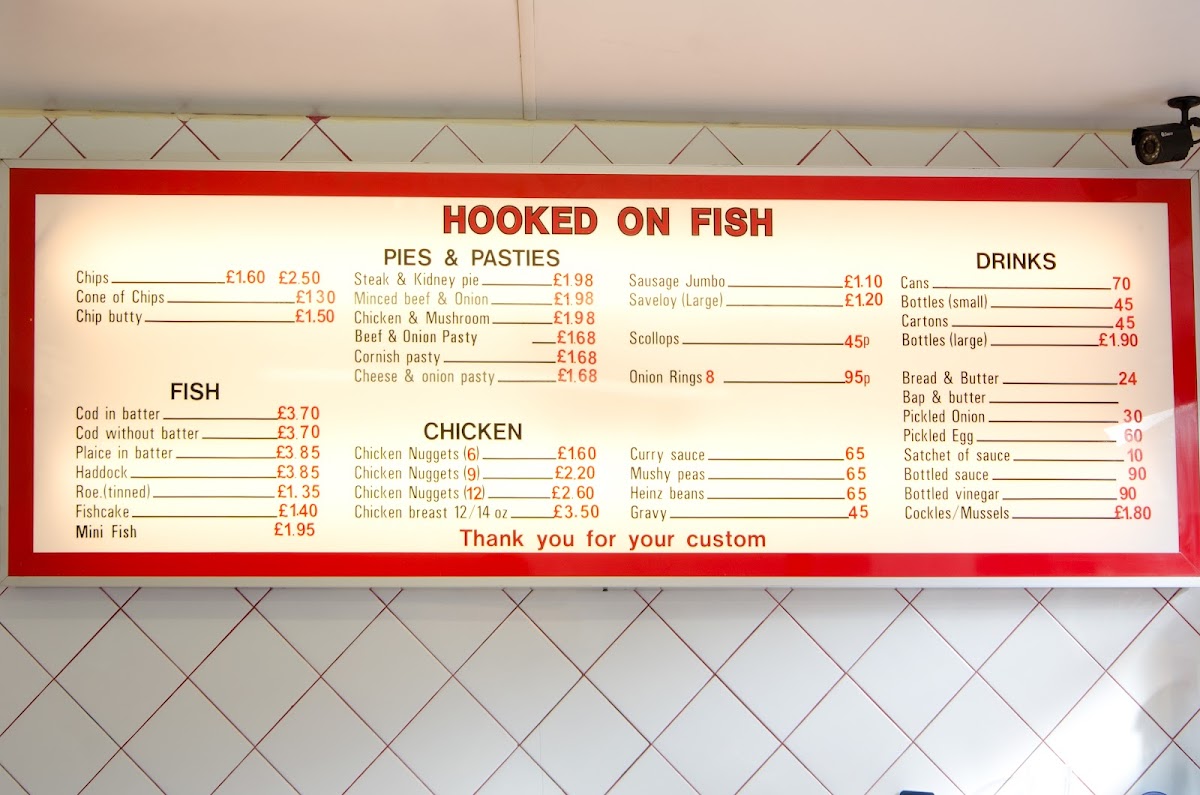 HOOKED ON FISH
Chips £1.60 £2.50
Cone of Chips £130
Chip butty £1.50
FISH
Cod in batter £3.70
Cod without batter £3.70
Plaice in batter £3.85
Haddock £3.85
Roe.(tinned) £1.35
Fishcake £1.40
Mini Fish £1.95
PIES & PASTIES
Steak & Kidney pie £1.98
Minced beef & Onion £1.98
Chicken & Mushroom £1.98
Beef & Onion Pasty £168
Cornish pasty £1.68
Cheese & onion pasty £1.68
CHICKEN
Chicken Nuggets (6) £160
Chicken Nuggets (9) £2.20
Chicken Nuggets (12) £2.60
Chicken breast 12/14 oz £3.50
Sausage Jumbo £1.10
Saveloy (Large) £1.20
Scollops 45p
Onion Rings 8 95p
Curry sauce 65
Mushy peas 65
Heinz beans 65
Gravy 45
DRINKS
Cans 70
Bottles (small) 45
Cartons 45
Bottles (large) £1.90
Bread & Butter 24
Bap & butter
Pickled Onion 30
Pickled Egg 60
Satchet of sauce 10
Bottled sauce 90
Bottled vinegar 90
Cockles/Mussels £1.80
Thank you for your custom